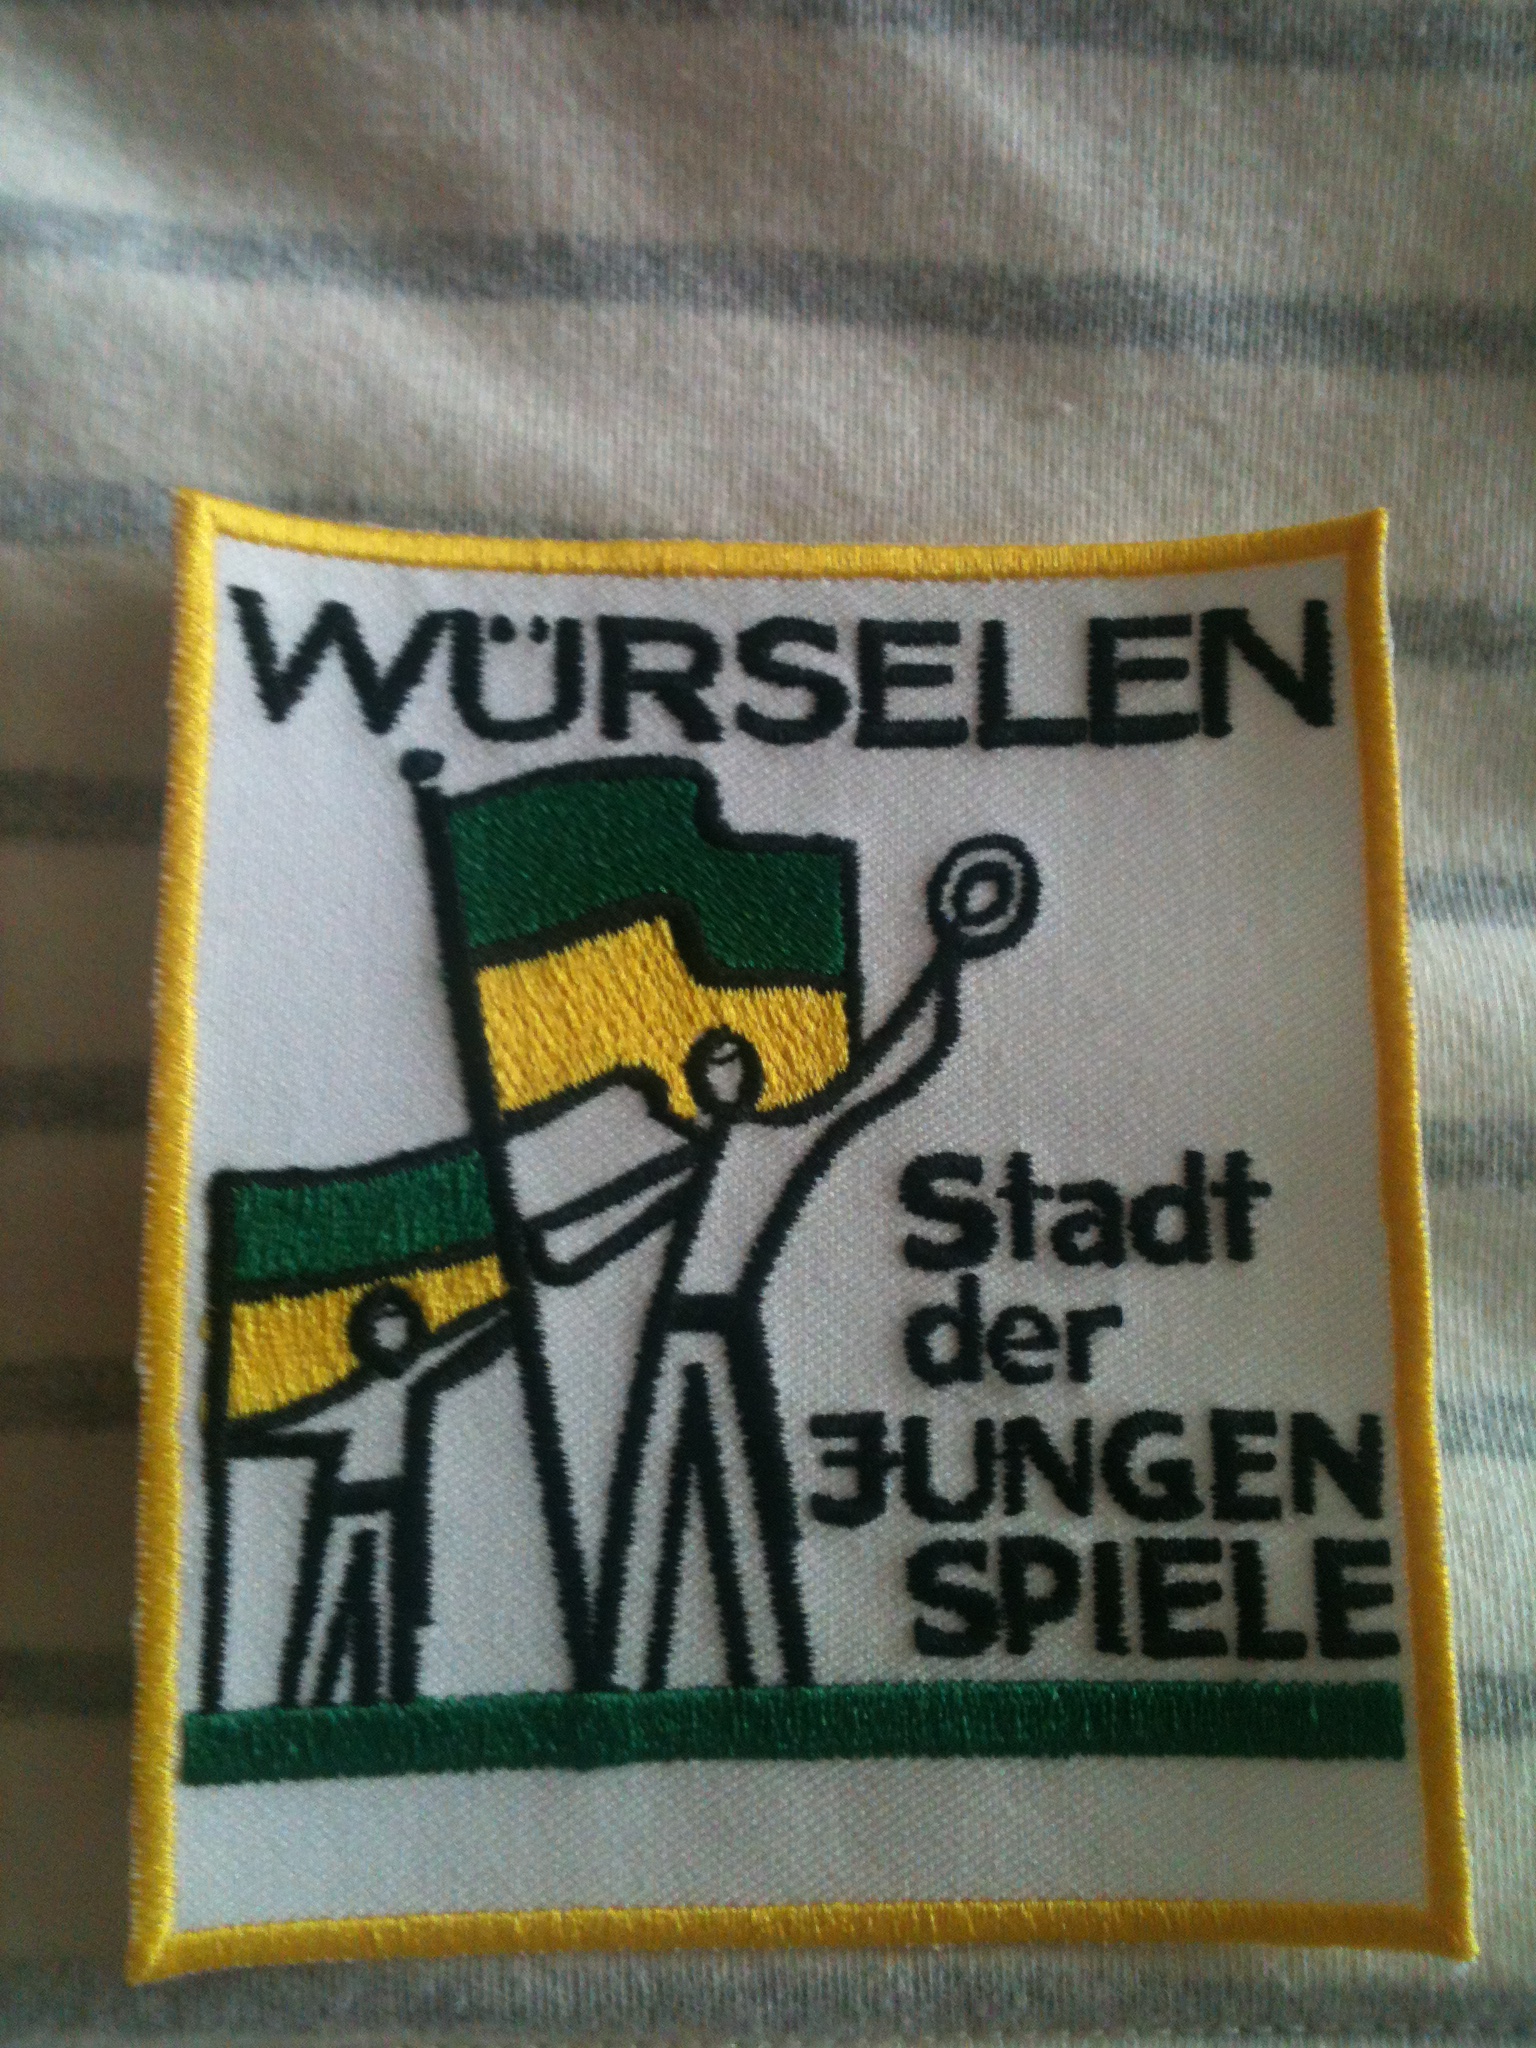 WÜRSELEN
Stadt
der
JUNGEN
SPIELE